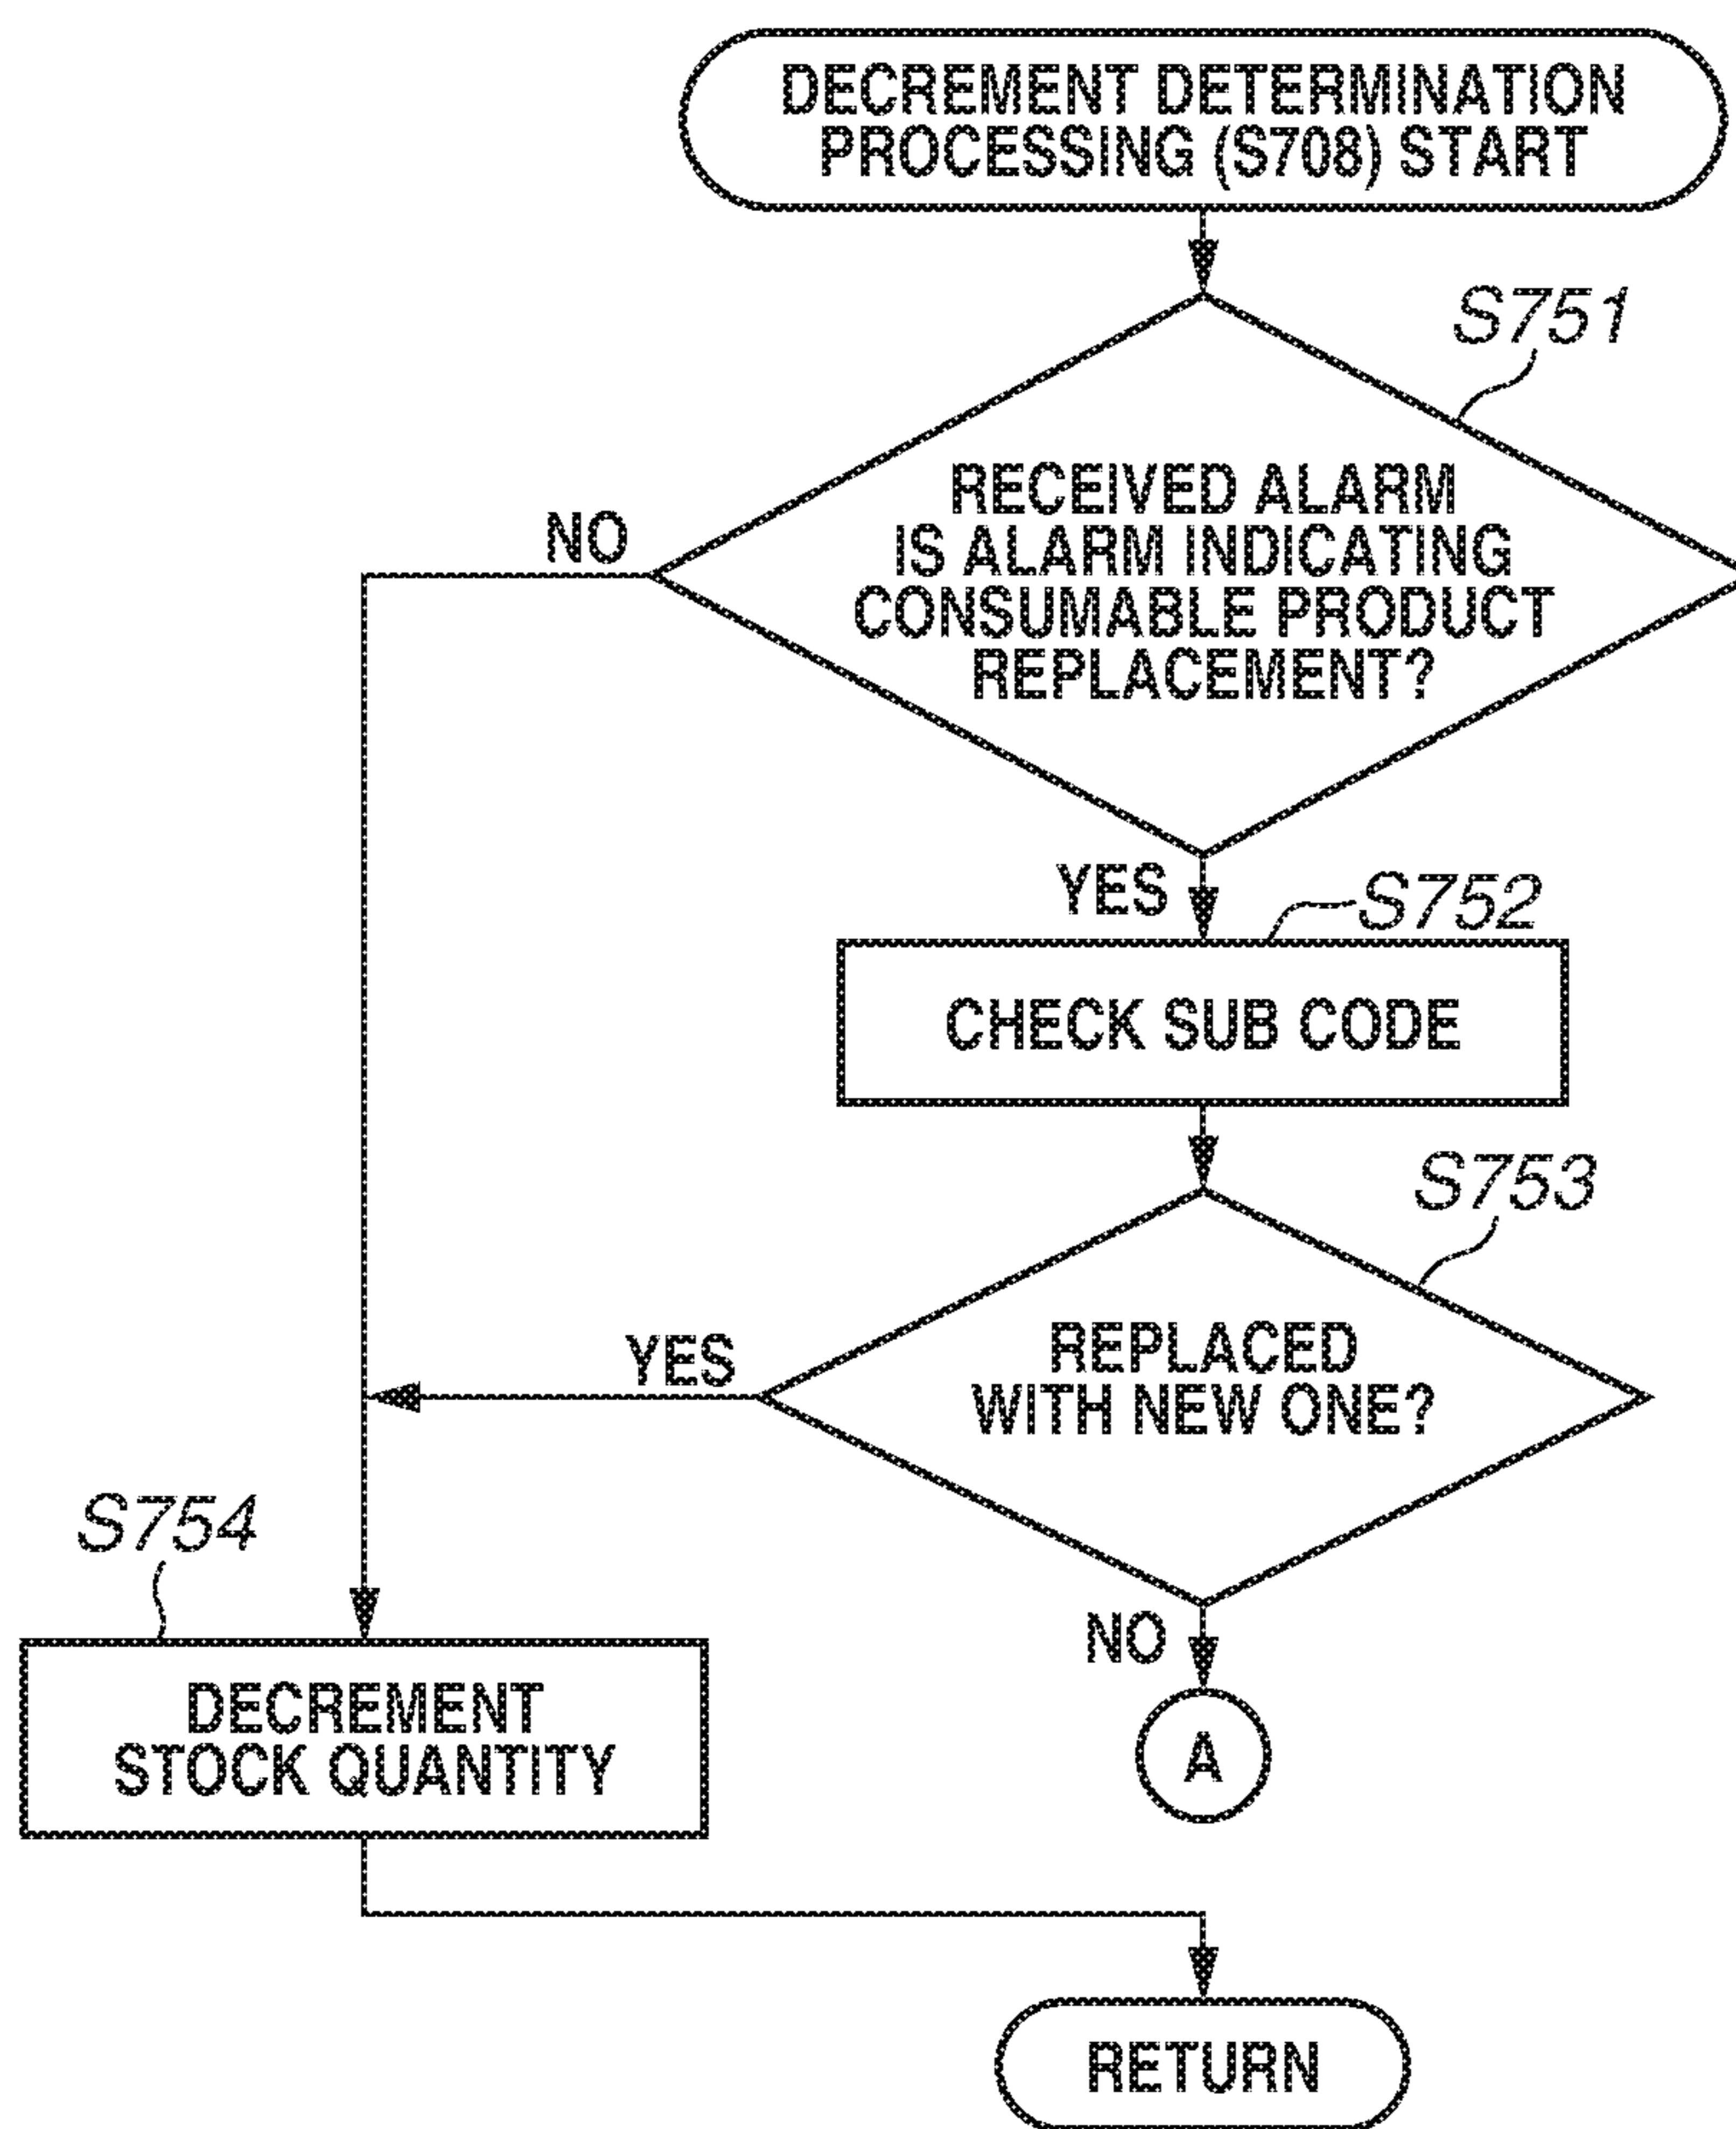 DECREMENT DETERMINATION
PROCESSING (S708) START
S751
RECEIVED ALARM
IS ALARM INDICATING
CONSUMABLE PRODUCT
REPLACEMENT?
NO
YES
S752
CHECK SUB CODE
S753
REPLACED
WITH NEW ONE?
YES
NO
S754
DECREMENT
STOCK QUANTITY
A
RETURN